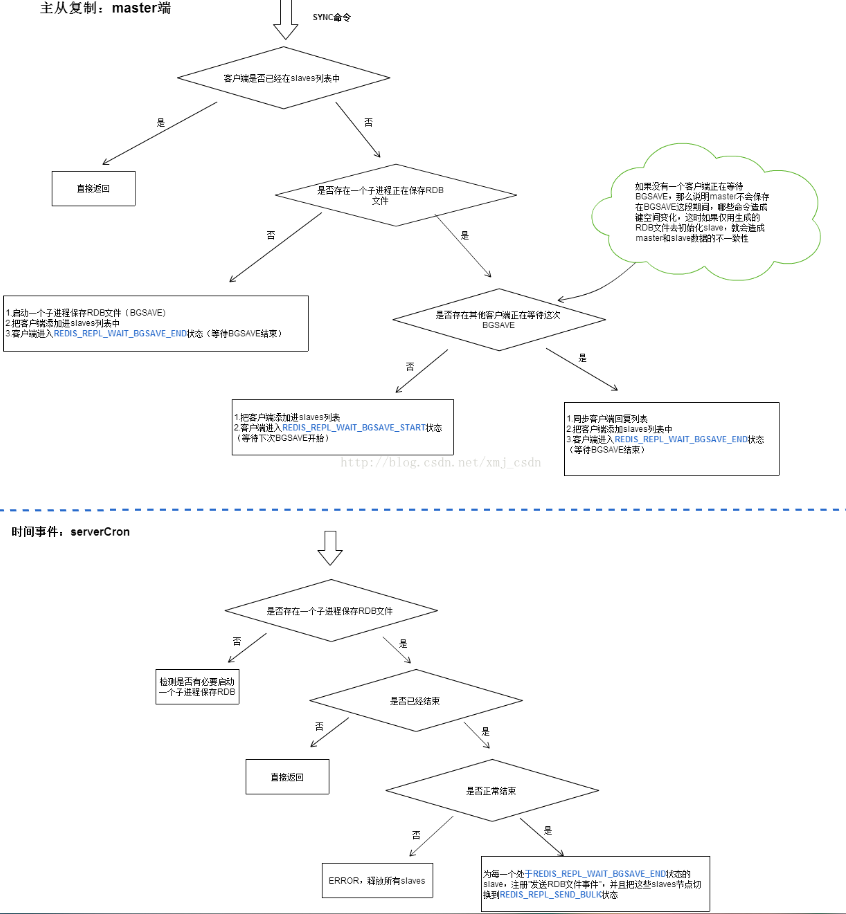 主从复制：master端
SYNC命令
客户端是否已经在slaves列表中
是
否
直接返回
是否存在一个子进程正在保存RDB
文件
如果没有一个客户端正在等待
BGSAVE，那么说明master不会保存
在BGSAVE这段期间，哪些命令造成
键空间变化，这时如果仅用生成的
RDB文件去初始化slave，就会造成
master和slave数据的不一致性
否
是
1.启动一个子进程保存RDB文件（BGSAVE）
2.把客户端添加进slaves列表中
3.客户端进入REDIS_REPL_WAIT_BGSAVE_END状态（等待BGSAVE结束）
是否存在其他客户端正在等待这次
BGSAVE
否
是
1.把客户端添加进slaves列表
2.客户端进入REDIS_REPL_WAIT_BGSAVE_START状态
（等待下次BGSAVE开始）
1.同步客户端回复列表
2.把客户端添加slaves列表中
3.客户端进入REDIS_REPL_WAIT_BGSAVE_END状态
（等待BGSAVE结束）
http://blog.csdn.net/xmj_csdn
时间事件：serverCron
是否存在一个子进程保存RDB文件
否
是
检测是否有必要启动
一个子进程保存RDB
是否已经结束
否
是
直接返回
是否正常结束
否
是
ERROR，释放所有slaves
为每一个处于REDIS_REPL_WAIT_BGSAVE_END状态的
slave，注册“发送RDB文件事件”，并且把这些slaves节点切
换到REDIS_REPL_SEND_BULK状态